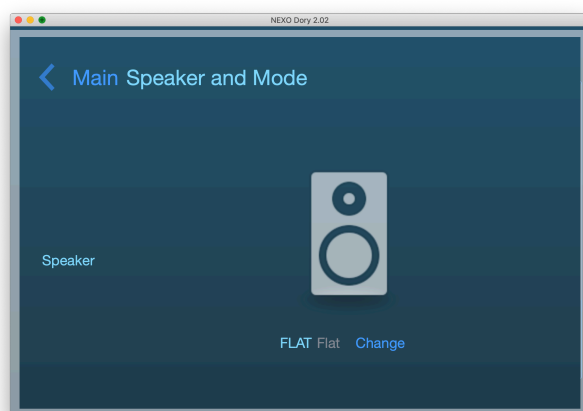 NEXO Dory 2.02
Main Speaker and Mode
Speaker
FLAT Flat Change